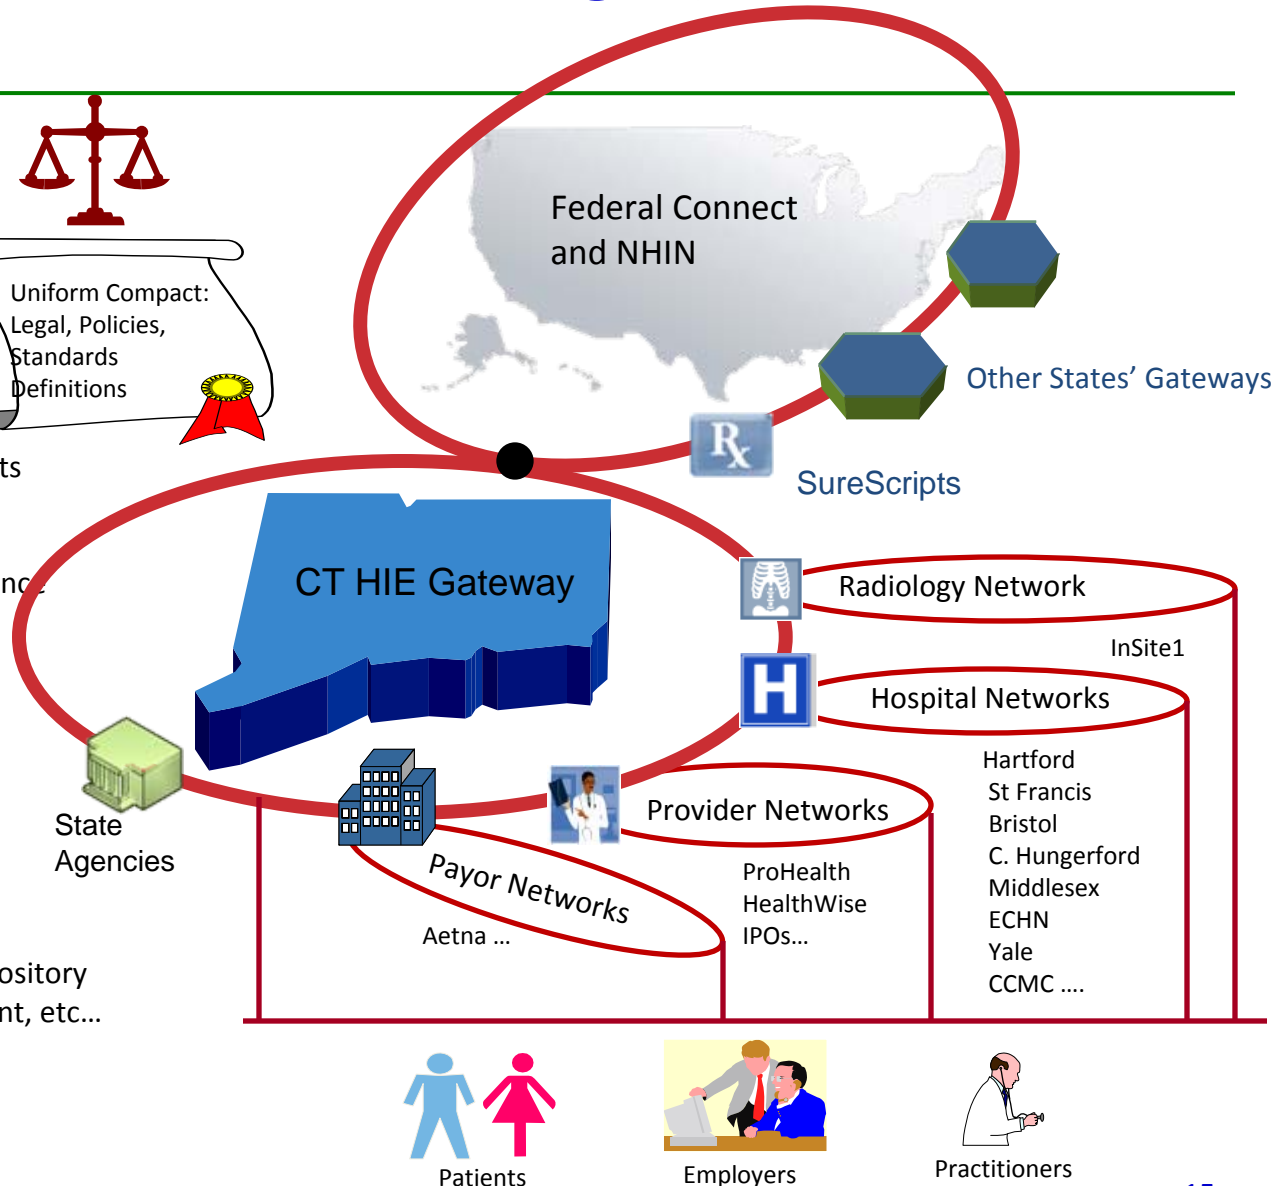 Federal Connect
and NHIN
Uniform Compact:
Legal, Policies,
Standards
Definitions
Other States’ Gateways
Rx
SureScripts
CT HIE Gateway
Radiology Network
InSite1
H
Hospital Networks
Hartford
St Francis
Bristol
C. Hungerford
Middlesex
ECHN
Yale
CCMC ....
Provider Networks
ProHealth
HealthWise
IPOs…
State
Agencies
Payor Networks
Aetna …
nt, etc…
Patients
Employers
Practitioners